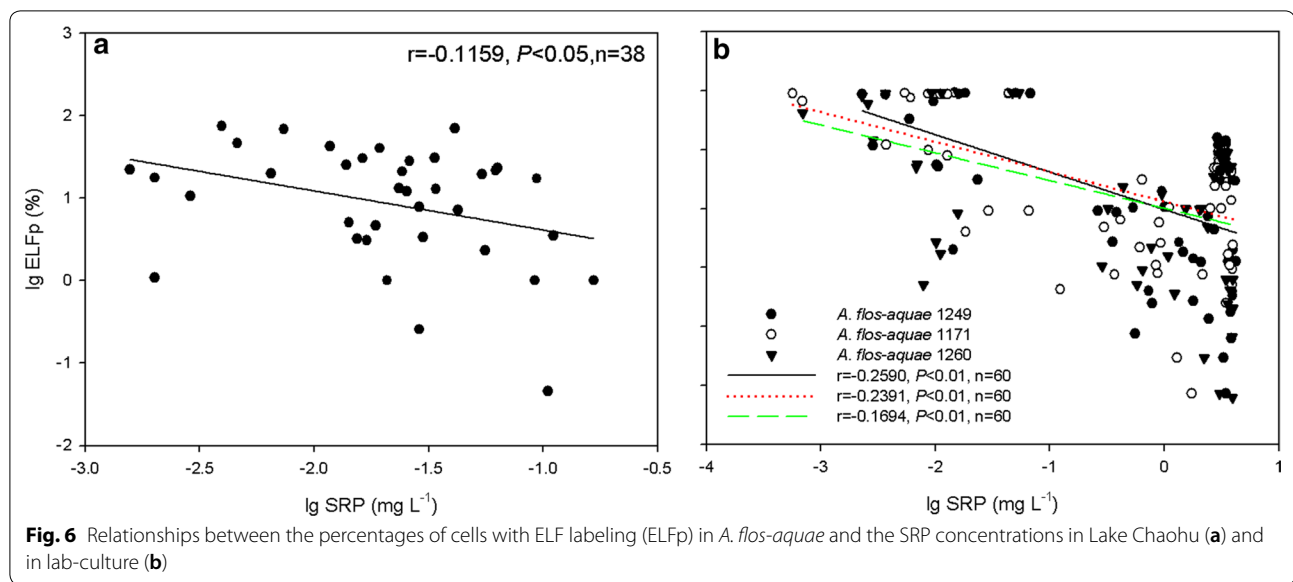 a
r=-0.1159, P<0.05,n=38
3
2
1
0
-1
-2
lg ELFp (%)
-3.0 -2.5 -2.0 -1.5 -1.0 -0.5
lg SRP (mg L⁻¹)
b
A. flos-aquae 1249
A. flos-aquae 1171
A. flos-aquae 1260
r=-0.2590, P<0.01, n=60
r=-0.2391, P<0.01, n=60
r=-0.1694, P<0.01, n=60
-4 -3 -2 -1 0 1
lg SRP (mg L⁻¹)
Fig. 6 Relationships between the percentages of cells with ELF labeling (ELFp) in A. flos-aquae and the SRP concentrations in Lake Chaohu (a) and
in lab-culture (b)